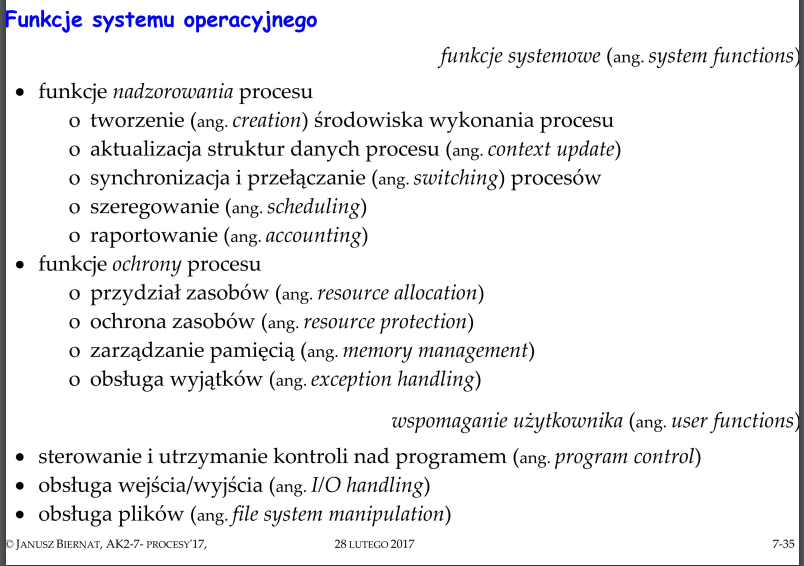 Funkcje systemu operacyjnego
funkcje systemowe (ang. system functions)
• funkcje nadzorowania procesu
o tworzenie (ang. creation) środowiska wykonania procesu
o aktualizacja struktur danych procesu (ang. context update)
o synchronizacja i przełączanie (ang. switching) procesów
o szeregowanie (ang. scheduling)
o raportowanie (ang. accounting)
• funkcje ochrony procesu
o przydział zasobów (ang. resource allocation)
o ochrona zasobów (ang. resource protection)
o zarządzanie pamięcią (ang. memory management)
o obsługa wyjątków (ang. exception handling)
wspomaganie użytkownika (ang. user functions)
• sterowanie i utrzymanie kontroli nad programem (ang. program control)
• obsługa wejścia/wyjścia (ang. I/O handling)
• obsługa plików (ang. file system manipulation)
© JANUSZ BIERNAT, AK2-7- PROCESY'17, 28 LUTEGO 2017 7-35